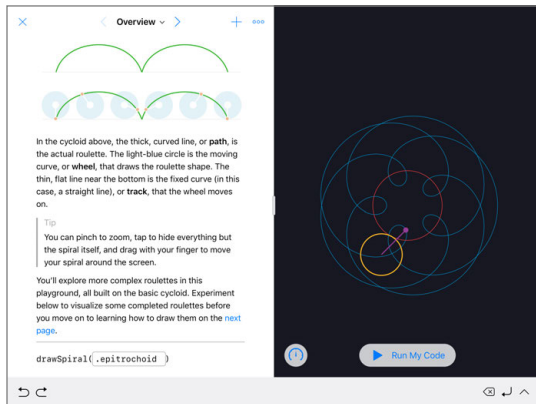 Overview
In the cycloid above, the thick, curved line, or path, is
the actual roulette. The light-blue circle is the moving
curve, or wheel, that draws the roulette shape. The
thin, flat line near the bottom is the fixed curve (in this
case, a straight line), or track, that the wheel moves
on.
Tip
You can pinch to zoom, tap to hide everything but
the spiral itself, and drag with your finger to move
your spiral around the screen.
You'll explore more complex roulettes in this
playground, all built on the basic cycloid. Experiment
below to visualize some completed roulettes before
you move on to learning how to draw them on the next
page.
drawSpiral(.epitrochoid)
Run My Code